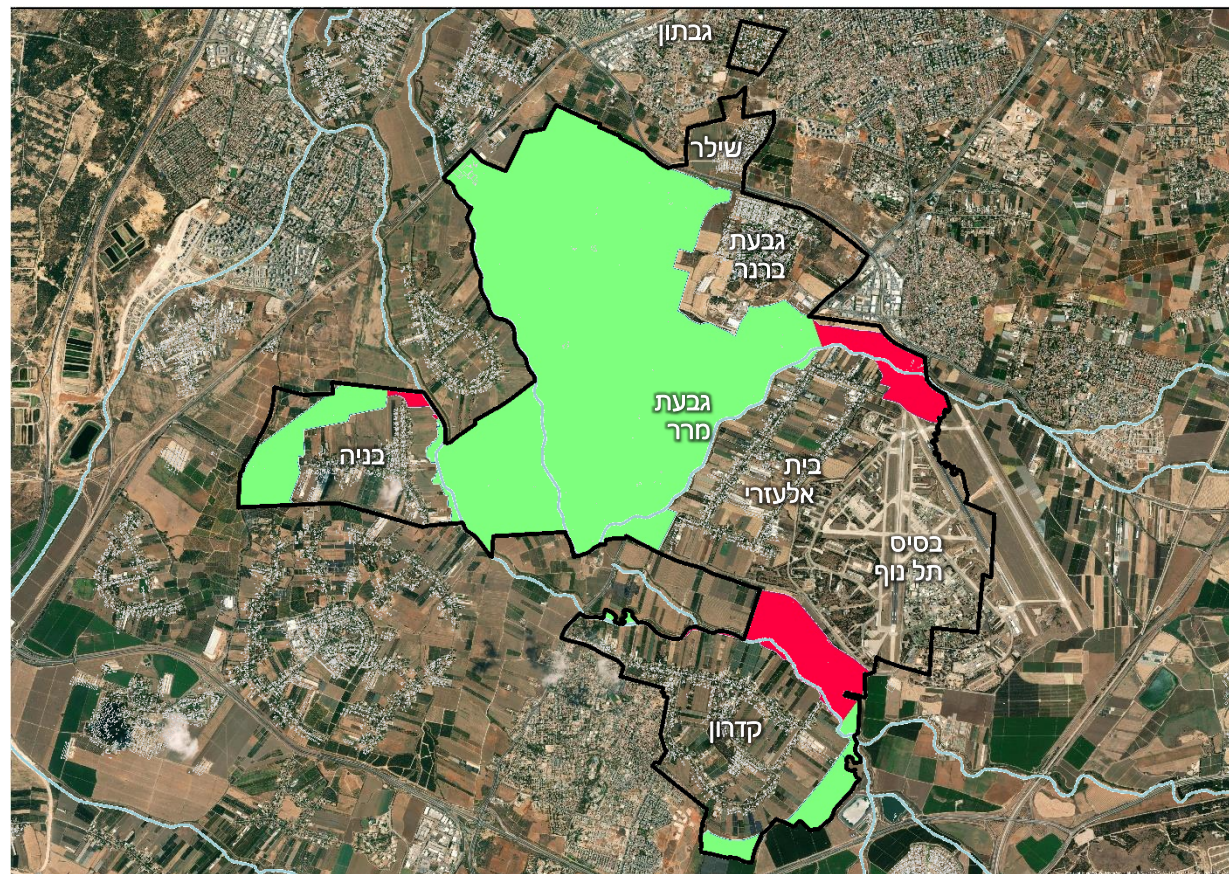 גבתון
שילר
גבעת
ברנר
גבעת
מרר
בניה
בית
אלעזרי
בסיס
תל נוף
קדרון